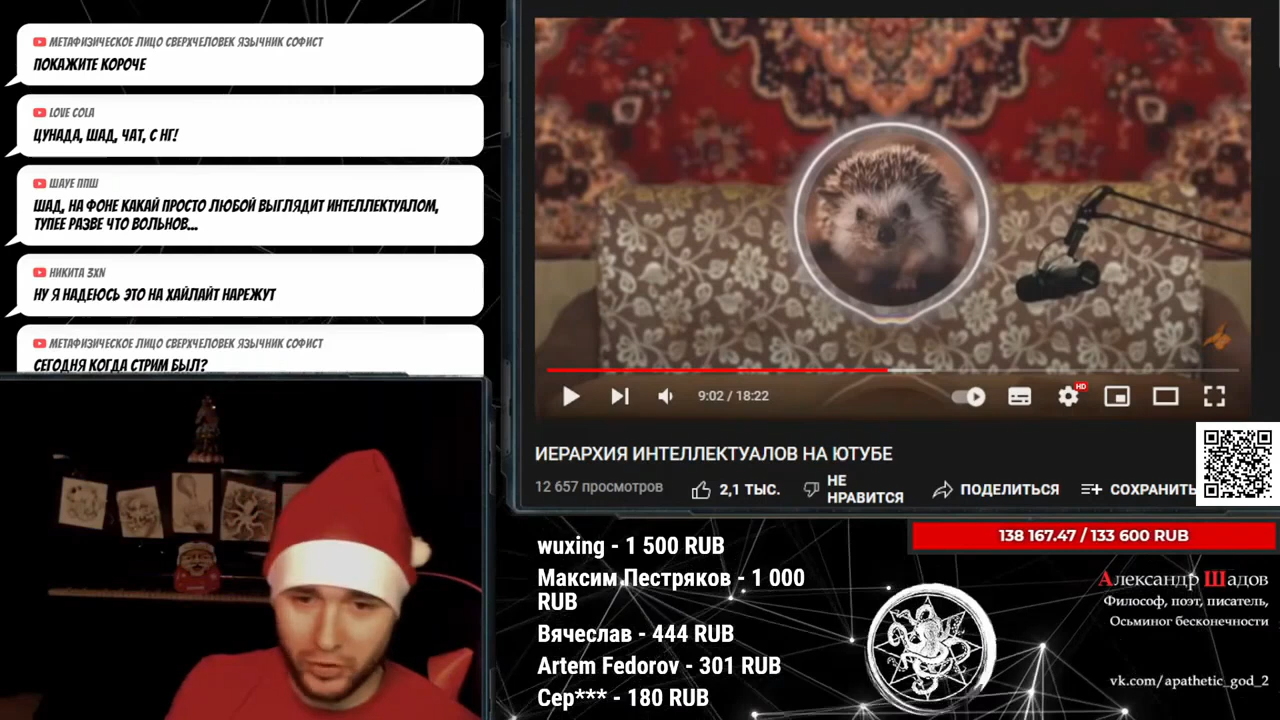 МЕТАФИЗИЧЕСКОЕ ЛИЦО СВЕРХЧЕЛОВЕК ЯЗЫЧНИК СОФИСТ
ПОКАЖИТЕ КОРОЧЕ
LOVE COLA
ЦУНАДА, ШАД, ЧАТ, С НГ!
ШАУЕ ППШ
ШАД, НА ФОНЕ КАКАЙ ПРОСТО ЛЮБОЙ ВЫГЛЯДИТ ИНТЕЛЛЕКТУАЛОМ,
ТУПЕЕ РАЗВЕ ЧТО ВОЛЬНОВ...
НИКИТА ЗХN
НУ Я НАДЕЮСЬ ЭТО НА ХАЙЛАЙТ НАРЕЖУТ
МЕТАФИЗИЧЕСКОЕ ЛИЦО СВЕРХЧЕЛОВЕК ЯЗЫЧНИК СОФИСТ
СЕГОДНЯ КОГДА СТРИМ БЫЛ?
9:02 / 18:22
HD
ИЕРАРХИЯ ИНТЕЛЛЕКТУАЛОВ НА ЮТУБЕ
12 657 просмотров
2,1 ТЫС.
НЕ
НРАВИТСЯ
ПОДЕЛИТЬСЯ
СОХРАНИТЬ
138 167.47 / 133 600 RUB
wuxing - 1 500 RUB
Максим Пестряков - 1 000
RUB
Вячеслав - 444 RUB
Artem Fedorov - 301 RUB
Сер*** - 180 RUB
Александр Шадов
Философ, поэт, писатель,
Осьминог бесконечности
vk.com/apathetic_god_2